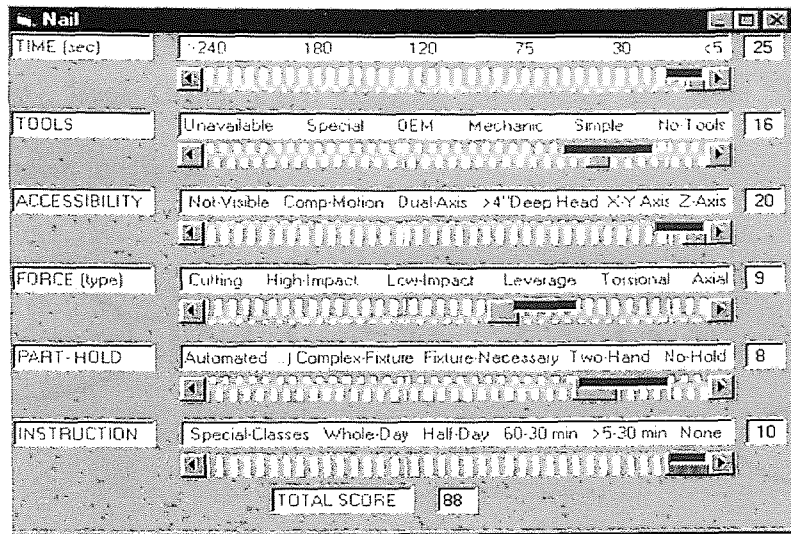 Nail
TIME (sec) >240 180 120 75 30 <5 25
TOOLS Unavailable Special OEM Mechanic Simple No-Tools 16
ACCESSIBILITY Not-Visible Comp-Motion Dual-Axis >4"Deep Head X-Y Axis Z-Axis 20
FORCE (type) Cutting High-Impact Low-Impact Leverage Torsional Axial 9
PART-HOLD Automated Complex-Fixture Fixture-Necessary Two-Hand No-Hold 8
INSTRUCTION Special-Classes Whole-Day Half-Day 60-30 min >5-30 min None 10
TOTAL SCORE 88